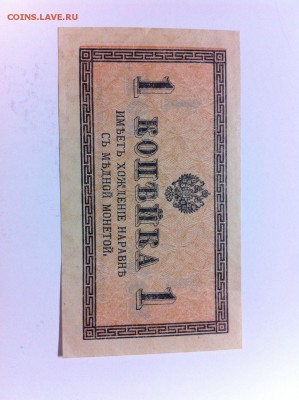 COINS.LAVE.RU
1 КОПѢЙКА 1
ИМѢЕТЪ ХОЖДЕНІЕ НАРАВНѢ
СЪ МѢДНОЙ МОНЕТОЙ.